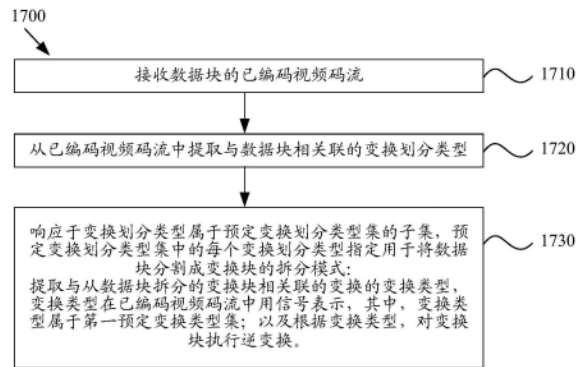 1700
接收数据块的已编码视频码流
1710
从已编码视频码流中提取与数据块相关联的变换划分类型
1720
响应于变换划分类型属于预定变换划分类型集的子集，预
定变换划分类型集中的每个变换划分类型指定用于将数据
块分割成变换块的拆分模式：
提取与从数据块拆分的变换块相关联的变换的变换类型，
变换类型在已编码视频码流中用信号表示，其中，变换类
型属于第一预定变换类型集；以及根据变换类型，对变换
块执行逆变换。
1730